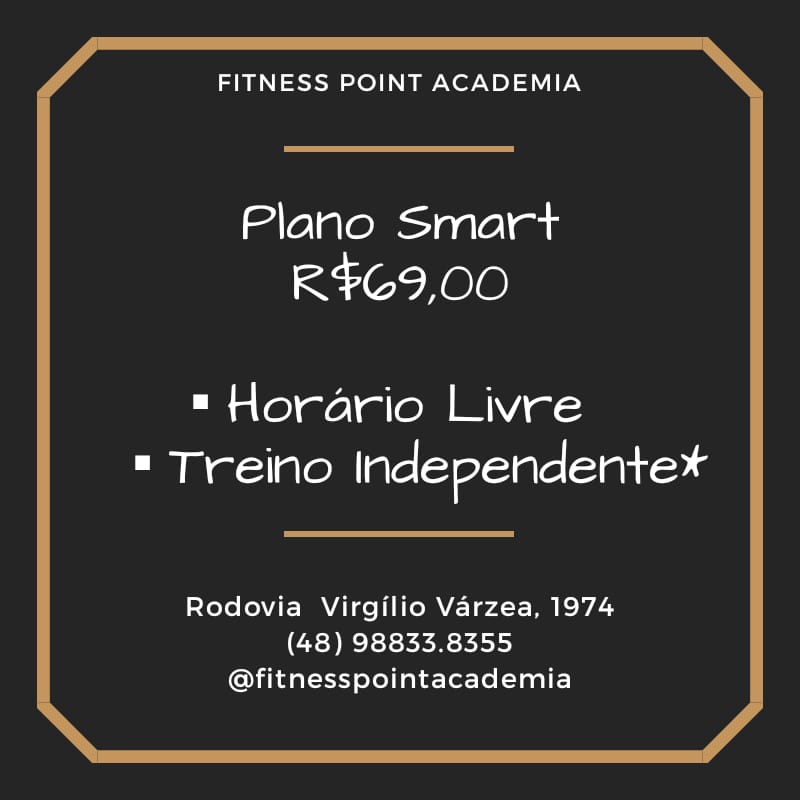 FITNESS POINT ACADEMIA
Plano Smart
R$69,00
▪ Horário Livre
▪ Treino Independente*
Rodovia Virgílio Várzea, 1974
(48) 98833.8355
@fitnesspointacademia